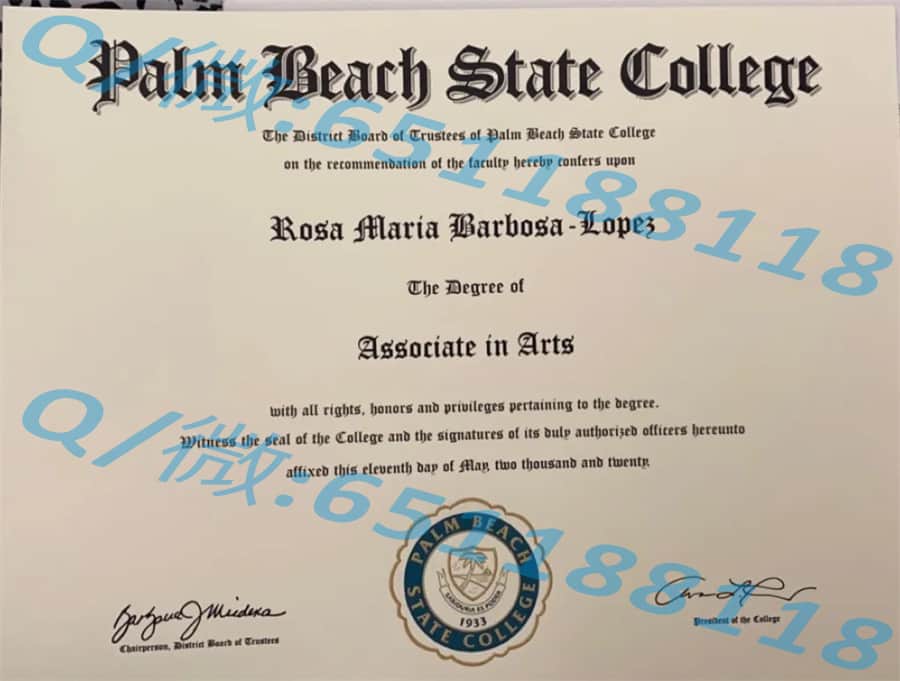 Palm Beach State College
The District Board of Trustees of Palm Beach State College
on the recommendation of the faculty hereby confers upon
Rosa Maria Barbosa-Lopez
The Degree of
Associate in Arts
with all rights, honors and privileges pertaining to the degree.
Witness the seal of the College and the signatures of its duly authorized officers hereunto
affixed this eleventh day of May, two thousand and twenty.
PALM BEACH
STATE COLLEGE
SABIDURIA ES PODER
1933
Chairperson, District Board of Trustees
President of the College
Q/微:651188118
Q/微:651188118